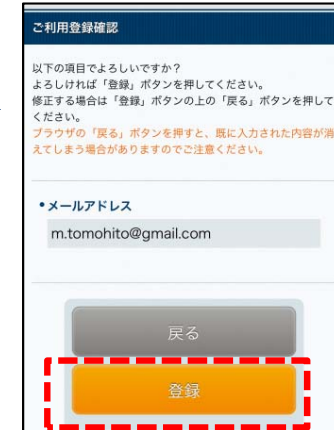 ご利用登録確認
以下の項目でよろしいですか？
よろしければ「登録」ボタンを押してください。
修正する場合は「登録」ボタンの上の「戻る」ボタンを押して
ください。
ブラウザの「戻る」ボタンを押すと、既に入力された内容が消
えてしまう場合がありますのでご注意ください。
•メールアドレス
m.tomohito@gmail.com
戻る
登録